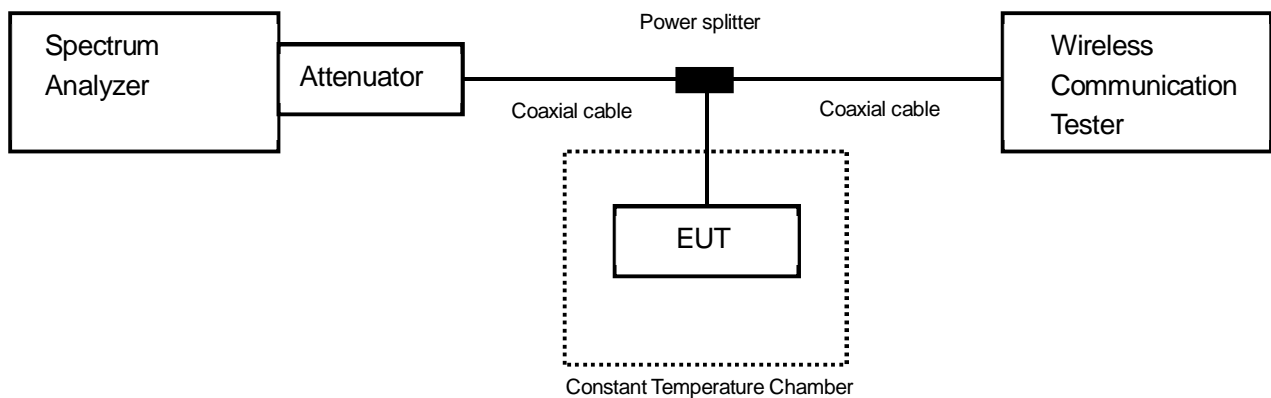 Power splitter
Spectrum
Analyzer
Attenuator
Wireless
Communication
Tester
Coaxial cable
Coaxial cable
EUT
Constant Temperature Chamber